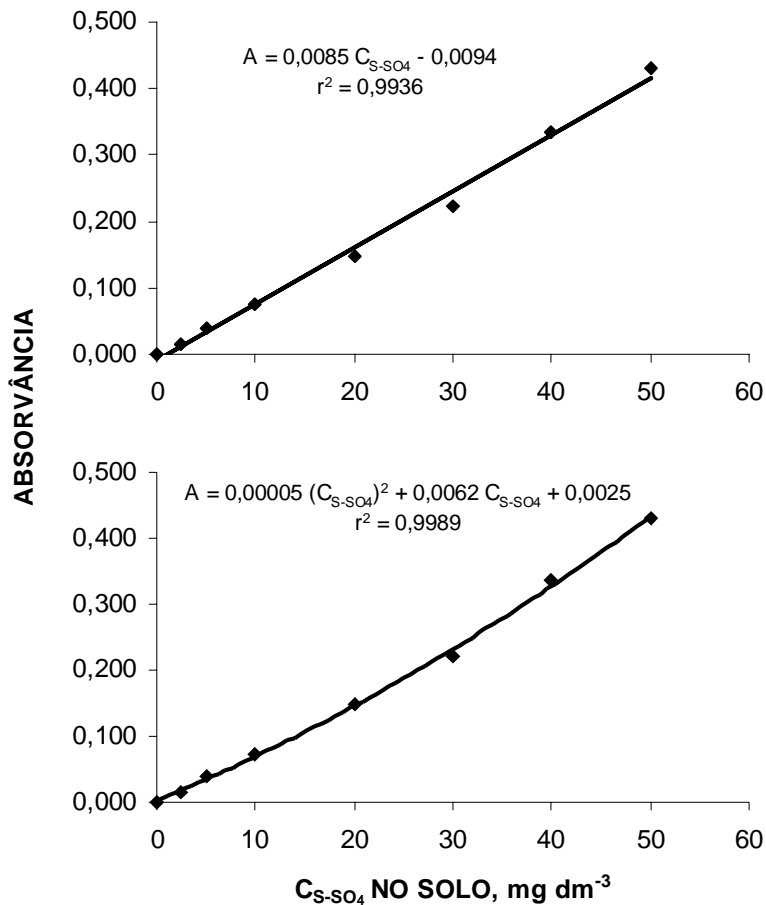 ABSORVÂNCIA
0,500
0,400
0,300
0,200
0,100
0,000
A = 0,0085 C_S-SO4 - 0,0094
r² = 0,9936
0 10 20 30 40 50 60
0,500
0,400
0,300
0,200
0,100
0,000
A = 0,00005 (C_S-SO4)² + 0,0062 C_S-SO4 + 0,0025
r² = 0,9989
0 10 20 30 40 50 60
C_S-SO4 NO SOLO, mg dm⁻³